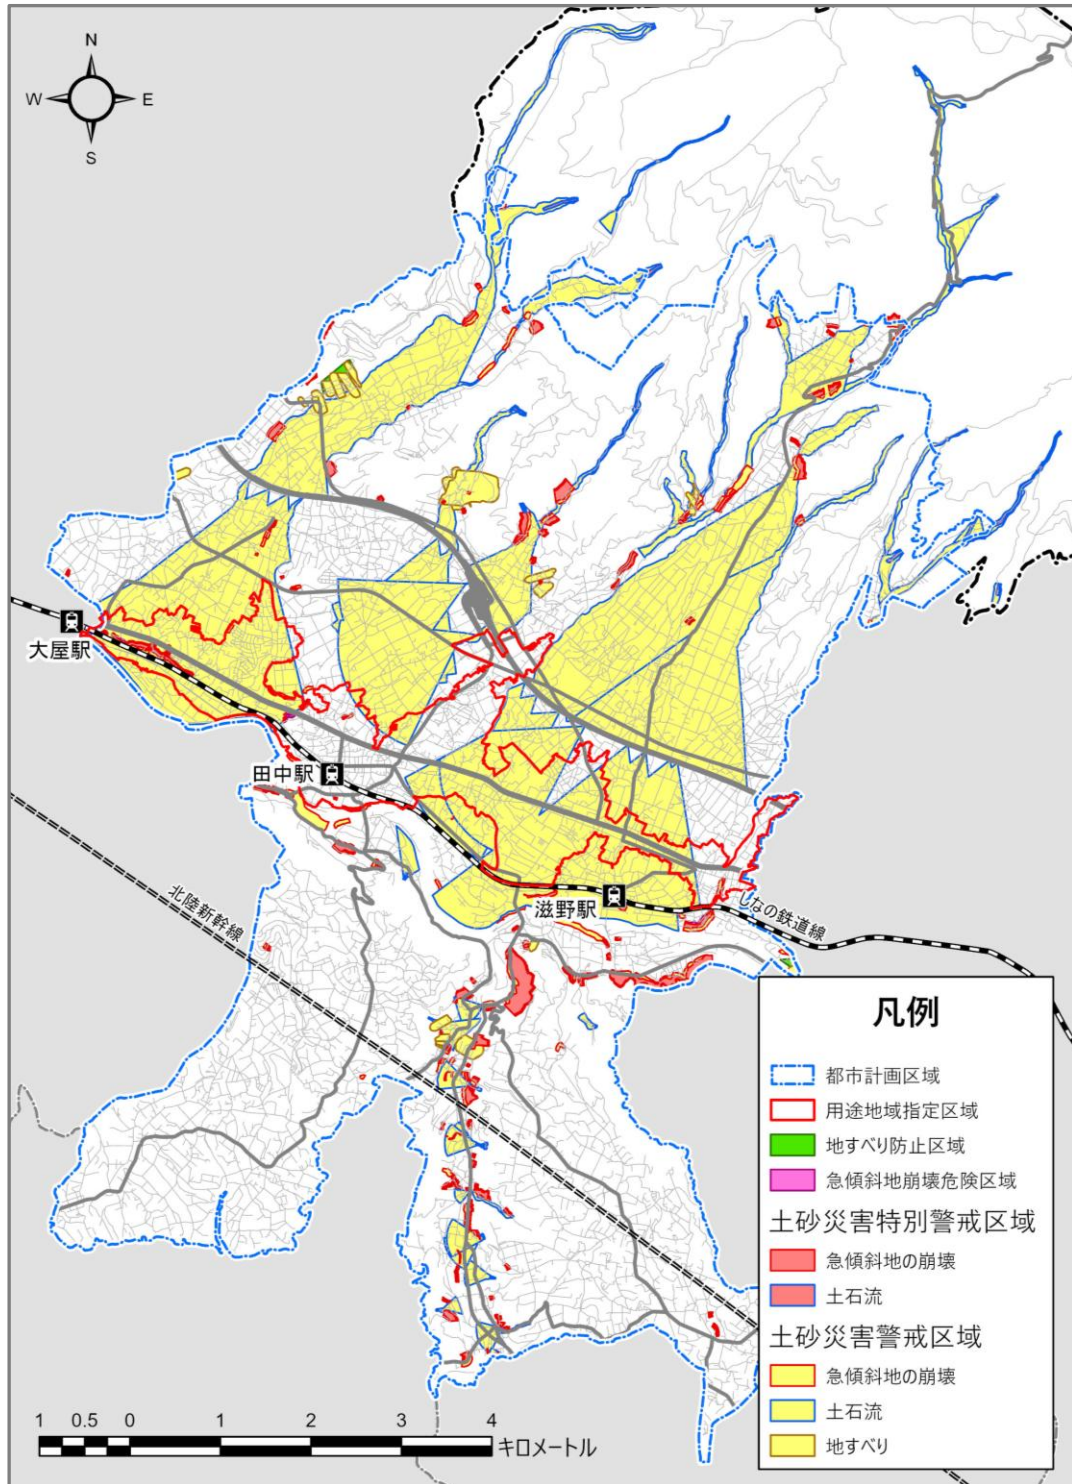 N
W E
S
大屋駅
田中駅
滋野駅
北陸新幹線
しなの鉄道線
凡例
都市計画区域
用途地域指定区域
地すべり防止区域
急傾斜地崩壊危険区域
土砂災害特別警戒区域
急傾斜地の崩壊
土石流
土砂災害警戒区域
急傾斜地の崩壊
土石流
地すべり
1 0.5 0 1 2 3 4
キロメートル